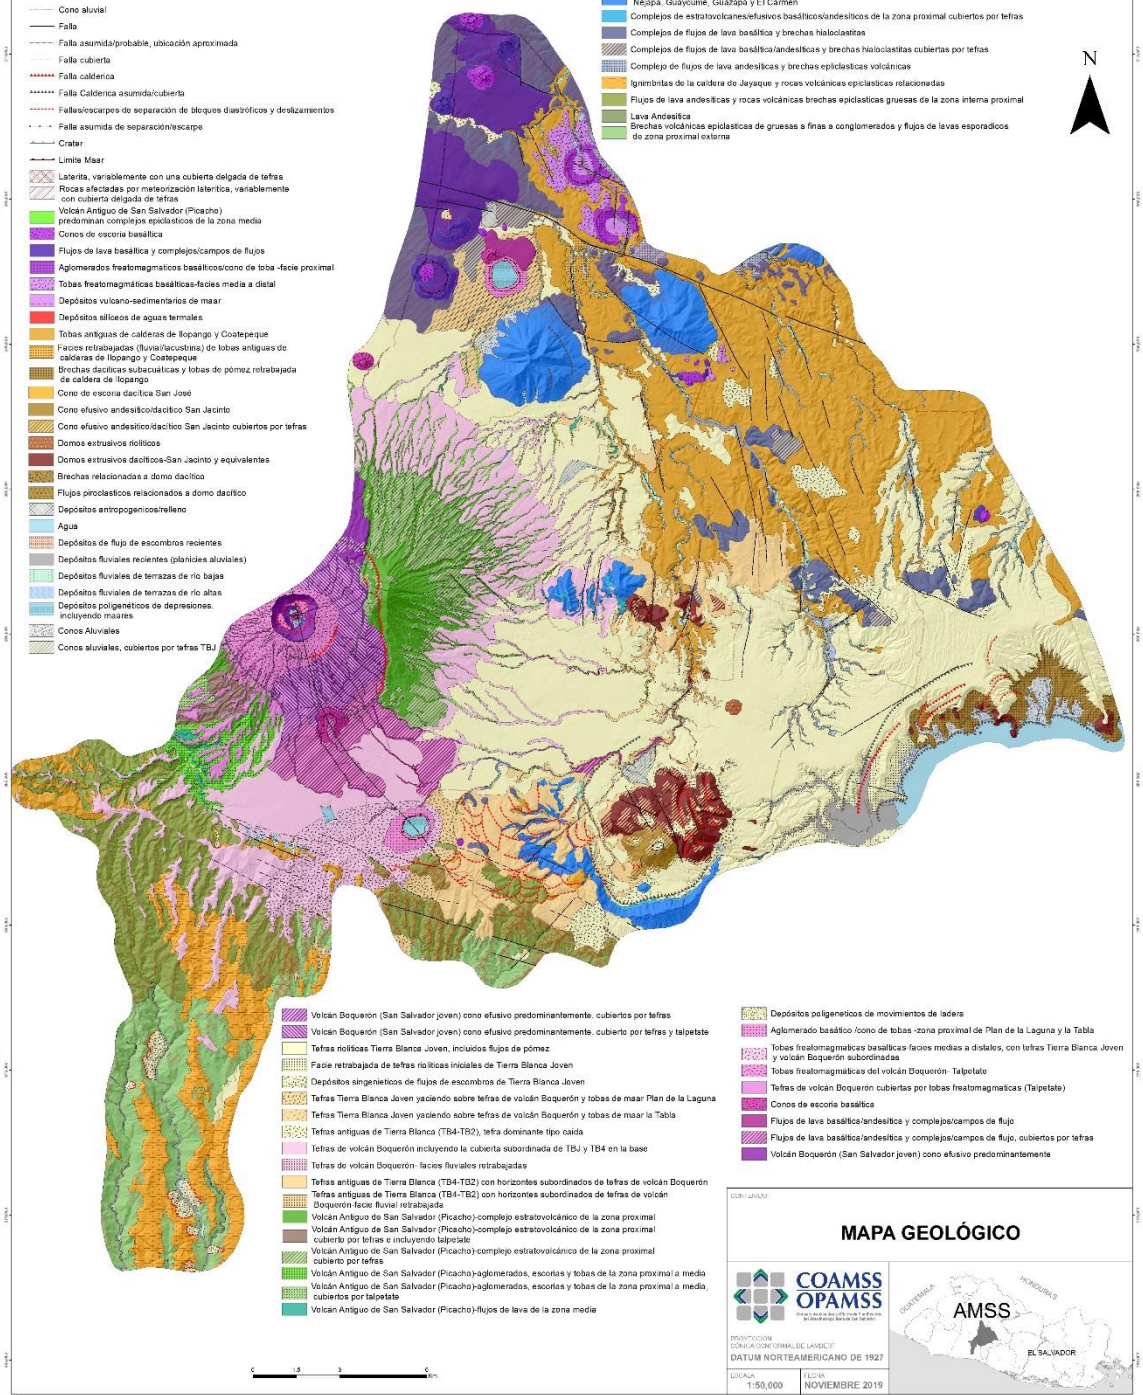 Cono aluvial
Falla
Falla asumida/probable, ubicación aproximada
Falla cubierta
Falla calderica
Falla Calderica asumida/cubierta
Fallas/escarpes de separación de bloques diastróficos y deslizamientos
Falla asumida de separación/escarpe
Crater
Limite Maar
Laterita, variablemente con una cubierta delgada de tefras
Rocas afectadas por meteorización lateritica, variablemente
con cubierta delgada de tefras
Volcán Antiguo de San Salvador (Picacho)
predominan complejos epiclasticos de la zona media
Conos de escoria basáltica
Flujos de lava basáltica y complejos/campos de flujos
Aglomerados freatomagmaticos basálticos/cono de toba -facie proximal
Tobas freatomagmáticas basálticas-facies media a distal
Depósitos vulcano-sedimentarios de maar
Depósitos silíceos de aguas termales
Tobas antiguas de calderas de Ilopango y Coatepeque
Facies retrabajadas (fluvial/lacustrina) de tobas antiguas de
calderas de Ilopango y Coatepeque
Brechas dacíticas subacuáticas y tobas de pómez retrabajada
de caldera de Ilopango
Cono de escoria dacítica San José
Cono efusivo andesítico/dacítico San Jacinto
Cono efusivo andesítico/dacítico San Jacinto cubiertos por tefras
Domos extrusivos riolíticos
Domos extrusivos dacíticos-San Jacinto y equivalentes
Brechas relacionadas a domo dacítico
Flujos piroclasticos relacionados a domo dacítico
Depósitos antropogenicos/relleno
Agua
Depósitos de flujo de escombros recientes
Depósitos fluviales recientes (planicies aluviales)
Depósitos fluviales de terrazas de río bajas
Depósitos fluviales de terrazas de río altas
Depósitos poligenéticos de depresiones,
incluyendo maares
Conos Aluviales
Conos aluviales, cubiertos por tefras TBJ
Nejapa, Guaycume, Guazapa y El Carmen
Complejos de estratovolcanes/efusivos basálticos/andesíticos de la zona proximal cubiertos por tefras
Complejos de flujos de lava basáltica y brechas hialoclastitas
Complejos de flujos de lava basáltica/andesíticas y brechas hialoclastitas cubiertas por tefras
Complejo de flujos de lava andesíticas y brechas epiclasticas volcánicas
Ignimbritas de la caldera de Jayaque y rocas volcánicas epiclasticas relacionadas
Flujos de lava andesíticas y rocas volcánicas brechas epiclasticas gruesas de la zona interna proximal
Lava Andesitica
Brechas volcánicas epiclasticas de gruesas a finas a conglomerados y flujos de lavas esporadicos
de zona proximal externa
N
Volcán Boquerón (San Salvador joven) cono efusivo predominantemente, cubiertos por tefras
Volcán Boquerón (San Salvador joven) cono efusivo predominantemente, cubierto por tefras y talpetate
Tefras rioliticas Tierra Blanca Joven, incluidos flujos de pómez
Facie retrabajada de tefras rioliticas iniciales de Tierra Blanca Joven
Depósitos singenieticos de flujos de escombros de Tierra Blanca Joven
Tefras Tierra Blanca Joven yaciendo sobre tefras de volcán Boquerón y tobas de maar Plan de la Laguna
Tefras Tierra Blanca Joven yaciendo sobre tefras de volcán Boquerón y tobas de maar la Tabla
Tefras antiguas de Tierra Blanca (TB4-TB2), tefra dominante tipo caida
Tefras de volcán Boquerón incluyendo la cubierta subordinada de TBJ y TB4 en la base
Tefras de volcán Boquerón- facies fluviales retrabajadas
Tefras antiguas de Tierra Blanca (TB4-TB2) con horizontes subordinados de tefras de volcán Boquerón
Tefras antiguas de Tierra Blanca (TB4-TB2) con horizontes subordinados de tefras de volcán
Boquerón-facie fluvial retrabajada
Volcán Antiguo de San Salvador (Picacho)-complejo estratovolcánico de la zona proximal
Volcán Antiguo de San Salvador (Picacho)-complejo estratovolcánico de la zona proximal
cubierto por tefras e incluyendo talpetate
Volcán Antiguo de San Salvador (Picacho)-complejo estratovolcánico de la zona proximal
cubierto por tefras
Volcán Antiguo de San Salvador (Picacho)-aglomerados, escorias y tobas de la zona proximal a media
Volcán Antiguo de San Salvador (Picacho)-aglomerados, escorias y tobas de la zona proximal a media,
cubiertos por talpetate
Volcán Antiguo de San Salvador (Picacho)-flujos de lava de la zona media
Depósitos poligeneticos de movimientos de ladera
Aglomerado basático /cono de tobas -zona proximal de Plan de la Laguna y la Tabla
Tobas freatomagmaticas basálticas-facies medias a distales, con tefras Tierra Blanca Joven
y volcán Boquerón subordinadas
Tobas freatomagmaticas del volcán Boquerón- Talpetate
Tefras de volcán Boquerón cubiertas por tobas freatomagmaticas (Talpetate)
Conos de escoria basáltica
Flujos de lava basáltica/andesítica y complejos/campos de flujo
Flujos de lava basáltica/andesítica y complejos/campos de flujo, cubiertos por tefras
Volcán Boquerón (San Salvador joven) cono efusivo predominantemente
0 1.5 3 6
Km
CONTENIDO
MAPA GEOLÓGICO
COAMSS
OPAMSS
PROYECCION
CÓNICA CONFORMAL DE LAMBERT
DATUM NORTEAMERICANO DE 1927
ESCALA
1:50,000
FECHA
NOVIEMBRE 2019
GUATEMALA
HONDURAS
AMSS
EL SALVADOR